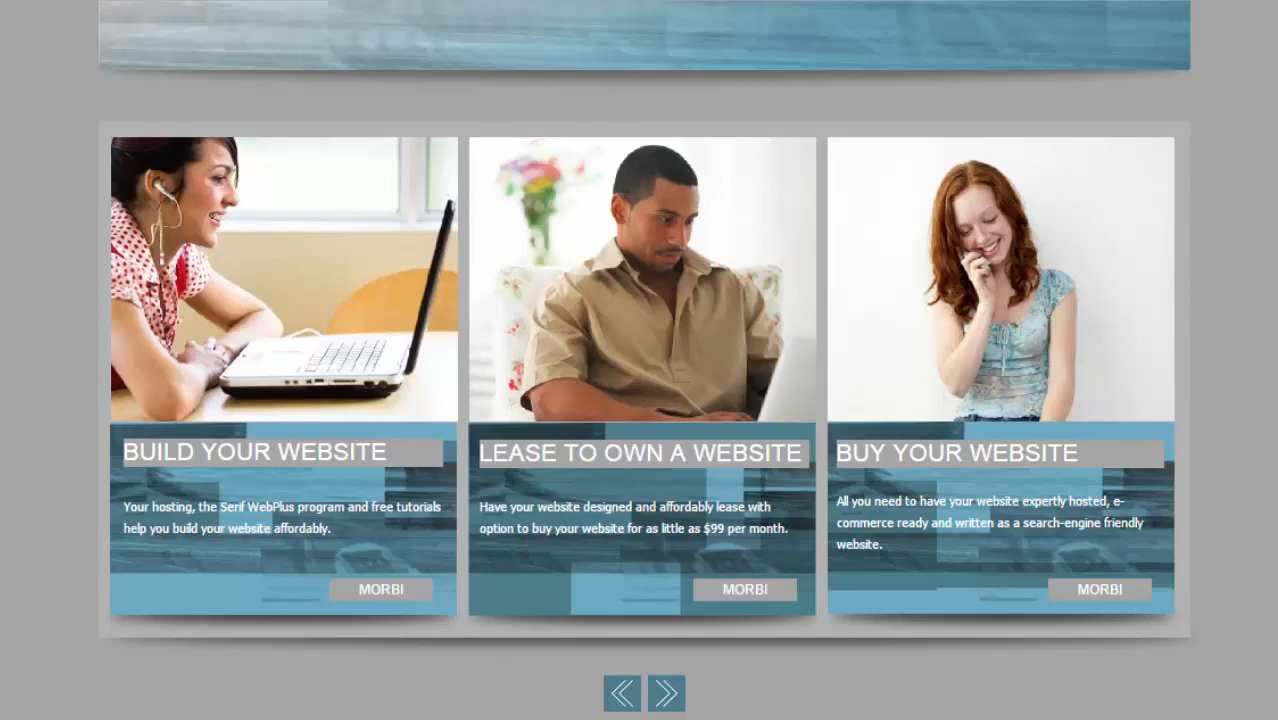 BUILD YOUR WEBSITE
Your hosting, the Serif WebPlus program and free tutorials
help you build your website affordably.
MORBI
LEASE TO OWN A WEBSITE
Have your website designed and affordably lease with
option to buy your website for as little as $99 per month.
MORBI
BUY YOUR WEBSITE
All you need to have your website expertly hosted, e-
commerce ready and written as a search-engine friendly
website.
MORBI